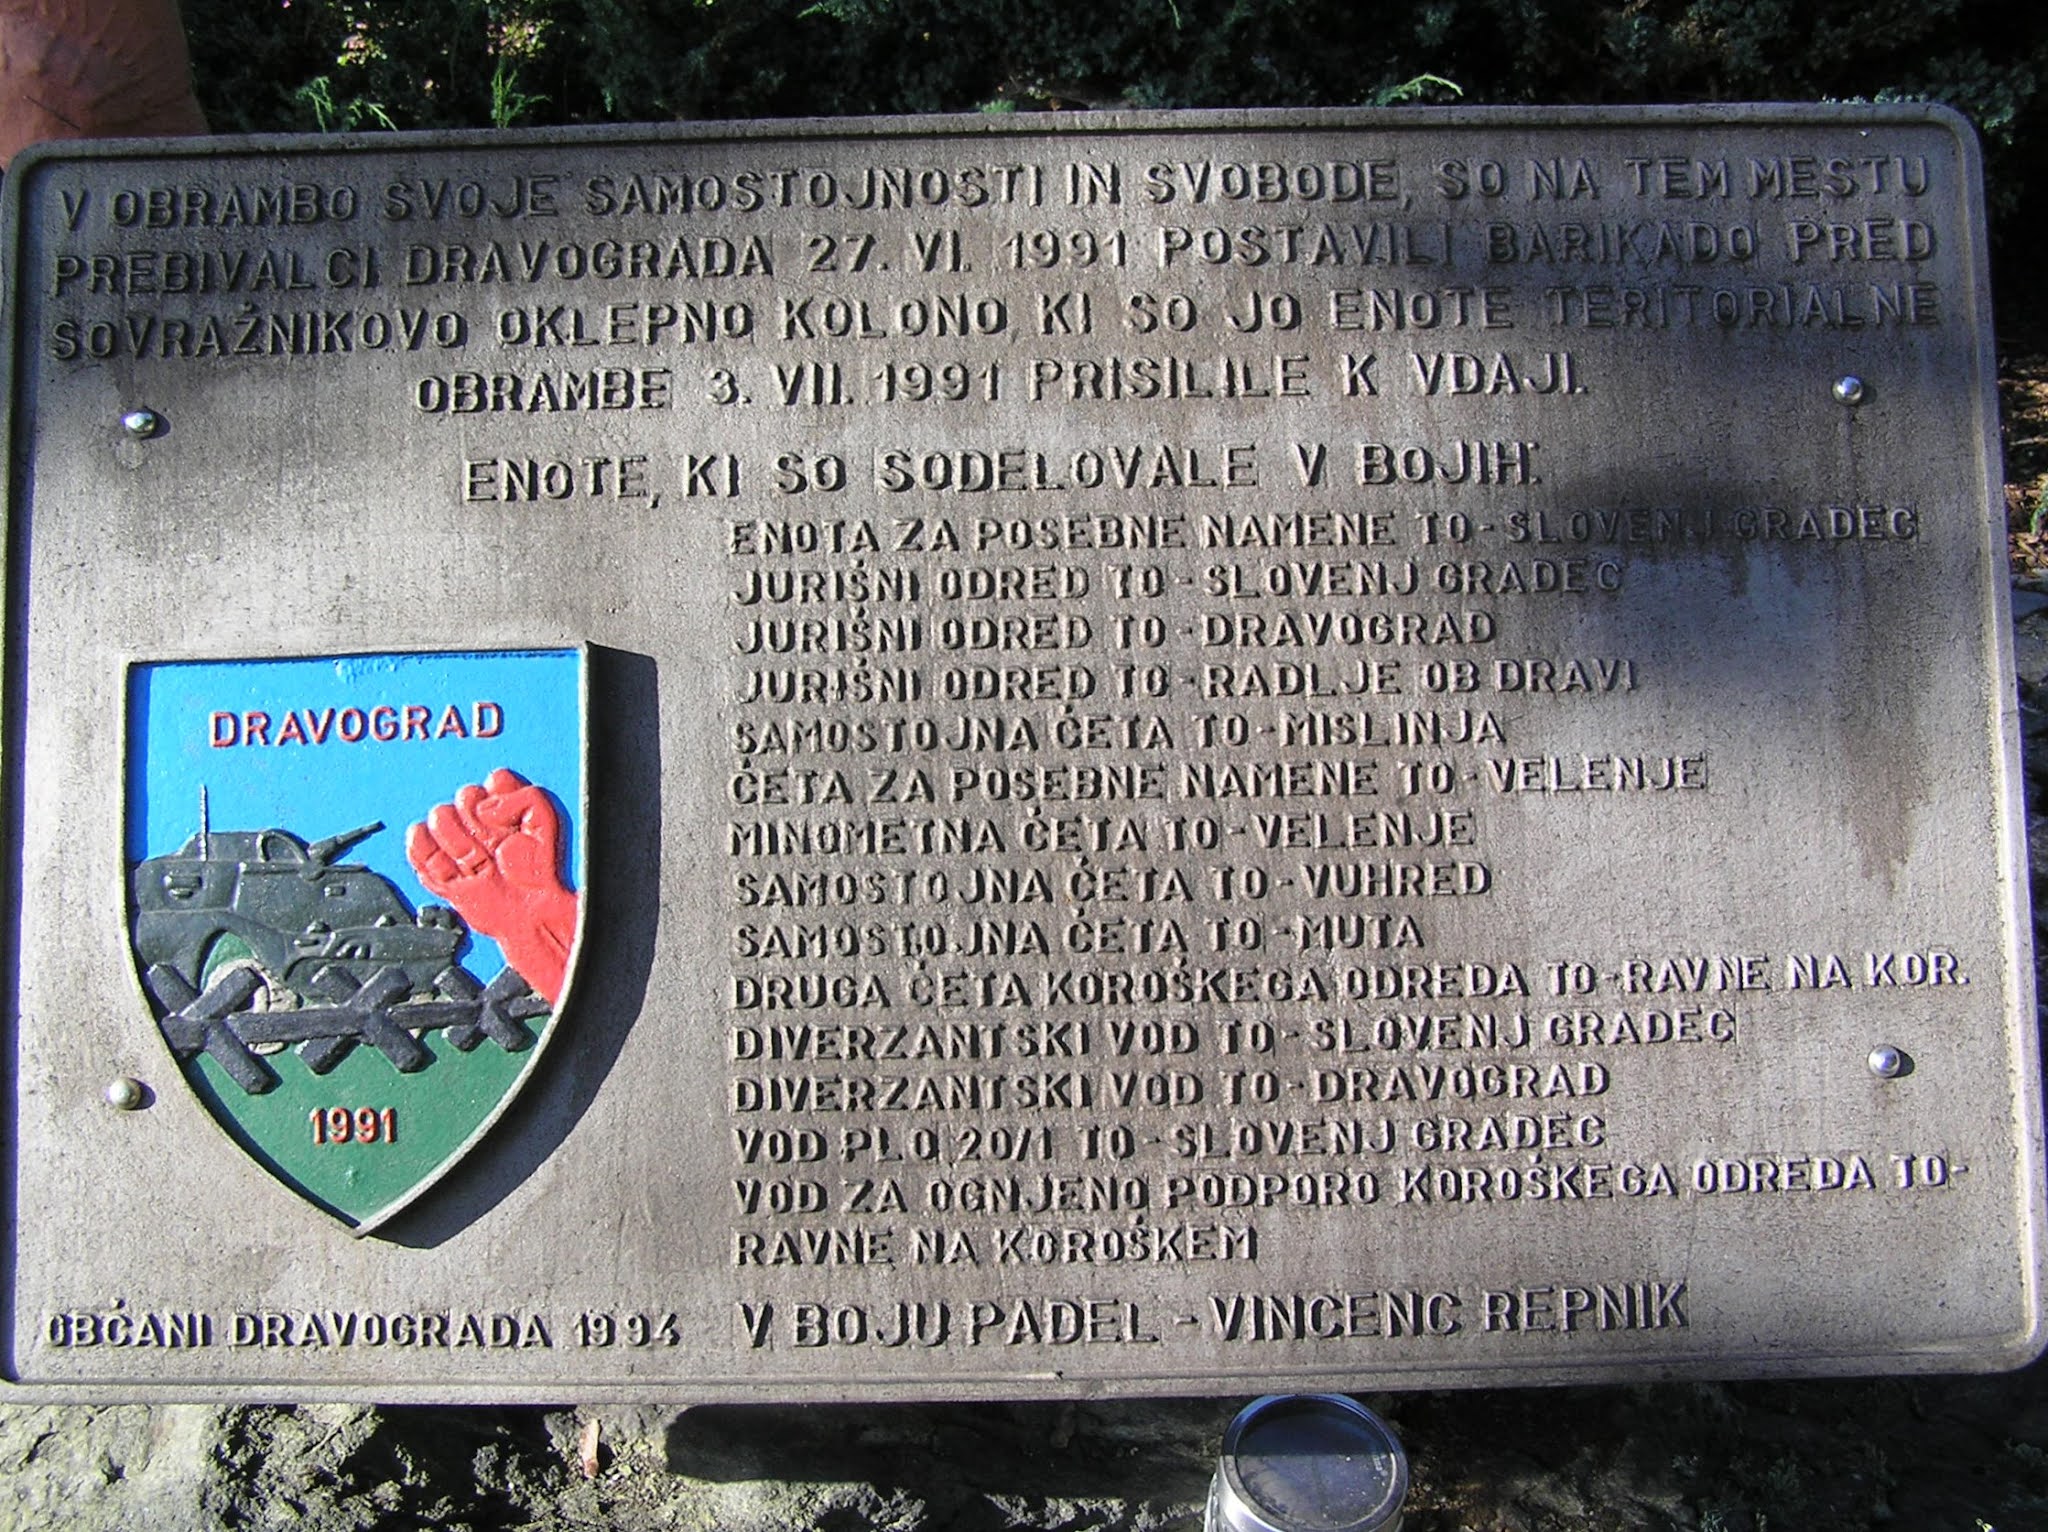 V OBRAMBO SVOJE SAMOSTOJNOSTI IN SVOBODE, SO NA TEM MESTU
PREBIVALCI DRAVOGRADA 27. VI. 1991 POSTAVILI BARIKADO PRED
SOVRAŽNIKOVO OKLEPNO KOLONO, KI SO JO ENOTE TERITORIALNE
OBRAMBE 3. VII. 1991 PRISILILE K VDAJI.
ENOTE, KI SO SODELOVALE V BOJIH:
ENOTA ZA POSEBNE NAMENE TO-SLOVENJ GRADEC
JURIŠNI ODRED TO-SLOVENJ GRADEC
JURIŠNI ODRED TO-DRAVOGRAD
JURIŠNI ODRED TO-RADLJE OB DRAVI
SAMOSTOJNA ČETA TO-MISLINJA
ČETA ZA POSEBNE NAMENE TO-VELENJE
MINOMETNA ČETA TO-VELENJE
SAMOSTOJNA ČETA TO-VUHRED
SAMOSTOJNA ČETA TO-MUTA
DRUGA ČETA KOROŠKEGA ODREDA TO-RAVNE NA KOR.
DIVERZANTSKI VOD TO-SLOVENJ GRADEC
DIVERZANTSKI VOD TO-DRAVOGRAD
VOD PLO 20/1 TO-SLOVENJ GRADEC
VOD ZA OGNJENO PODPORO KOROŠKEGA ODREDA TO-
RAVNE NA KOROŠKEM
V BOJU PADEL - VINCENC REPNIK
DRAVOGRAD
1991
OBČANI DRAVOGRADA 1994